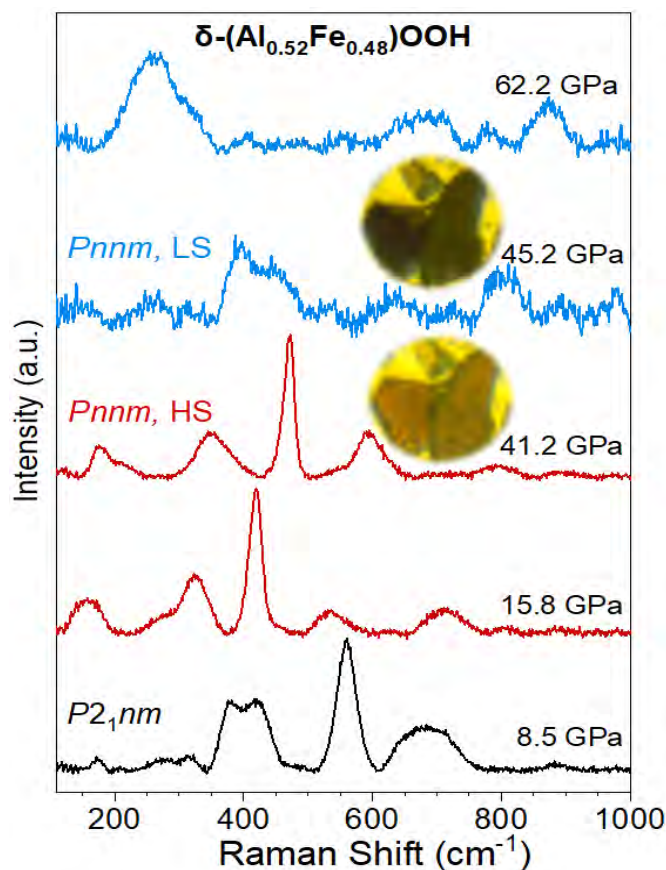 δ-(Al₀.₅₂Fe₀.₄₈)OOH
62.2 GPa
Pnnm, LS
45.2 GPa
Pnnm, HS
41.2 GPa
15.8 GPa
P2₁nm
8.5 GPa
Intensity (a.u.)
200 400 600 800 1000
Raman Shift (cm⁻¹)